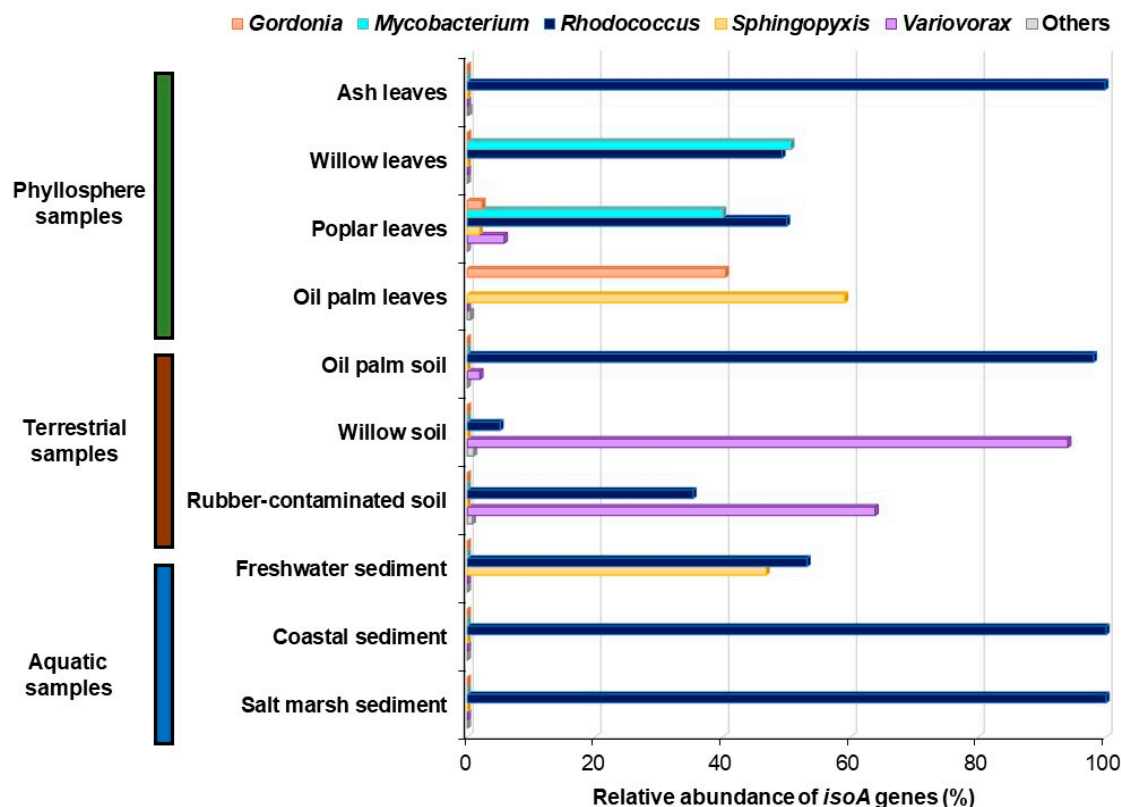 Gordonia Mycobacterium Rhodococcus Sphingopyxis Variovorax Others
Phyllosphere
samples
Terrestrial
samples
Aquatic
samples
Ash leaves
Willow leaves
Poplar leaves
Oil palm leaves
Oil palm soil
Willow soil
Rubber-contaminated soil
Freshwater sediment
Coastal sediment
Salt marsh sediment
0 20 40 60 80 100
Relative abundance of isoA genes (%)